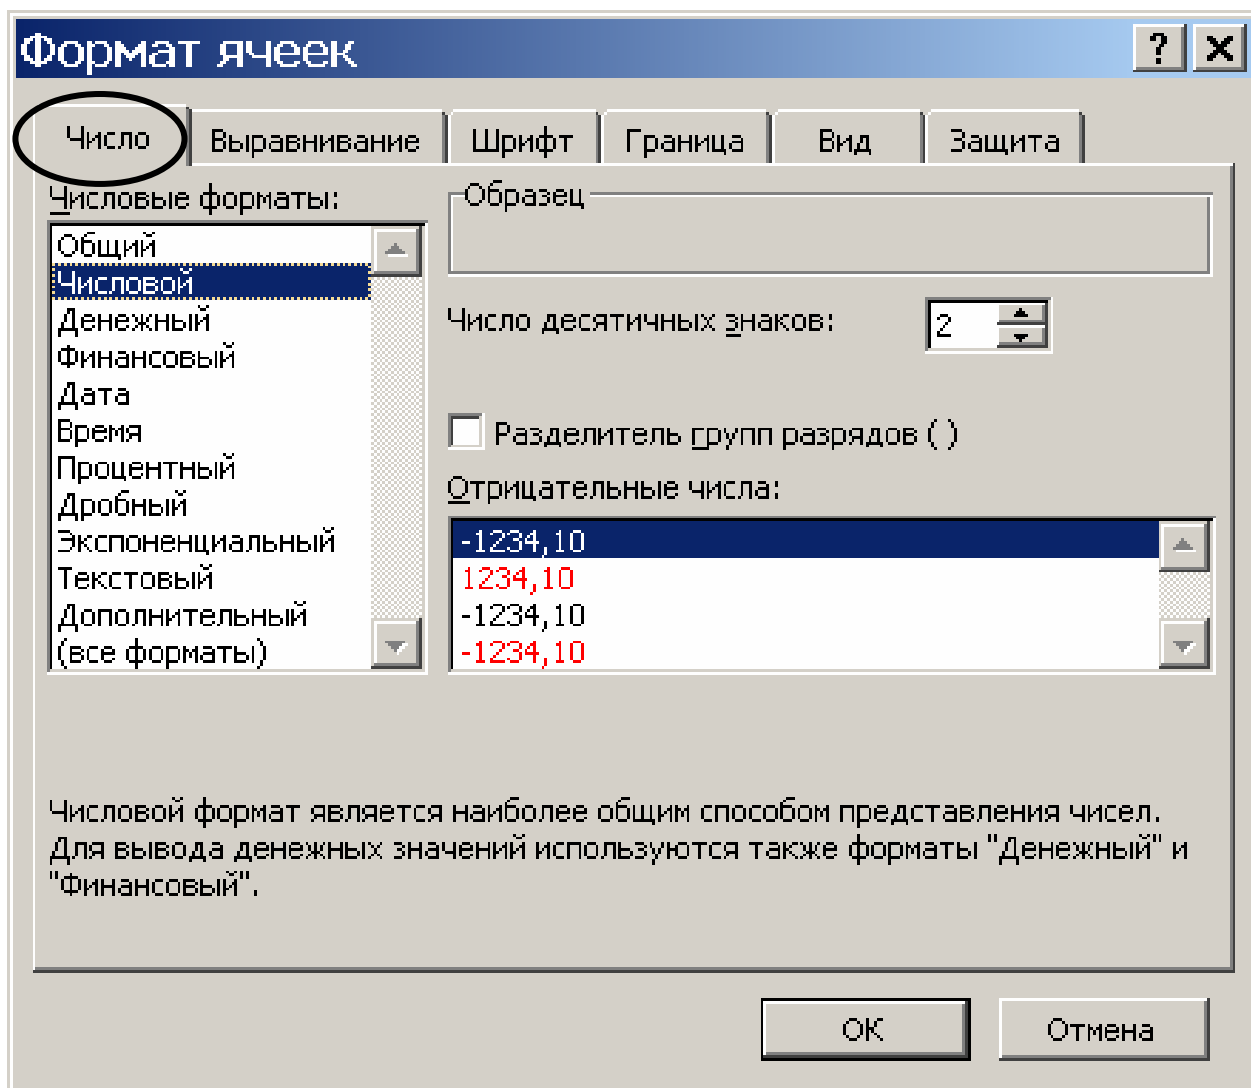 Формат ячеек
Число Выравнивание Шрифт Граница Вид Защита
Числовые форматы:
Общий
Числовой
Денежный
Финансовый
Дата
Время
Процентный
Дробный
Экспоненциальный
Текстовый
Дополнительный
(все форматы)
Образец
Число десятичных знаков: 2
Разделитель групп разрядов ( )
Отрицательные числа:
-1234,10
1234,10
-1234,10
-1234,10
Числовой формат является наиболее общим способом представления чисел.
Для вывода денежных значений используются также форматы "Денежный" и
"Финансовый".
ОК Отмена